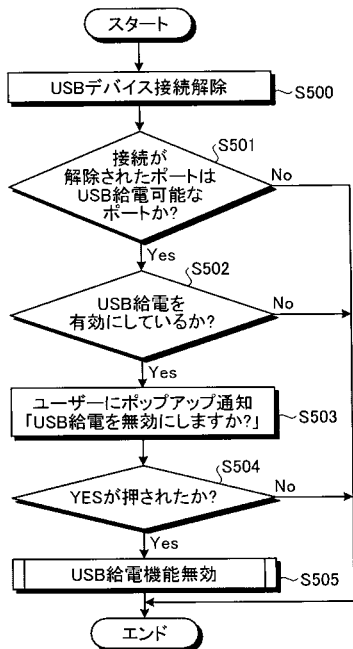 スタート
USBデバイス接続解除
S500
接続が
解除されたポートは
USB給電可能な
ポートか?
S501
No
Yes
USB給電を
有効にしているか?
S502
No
Yes
ユーザーにポップアップ通知
「USB給電を無効にしますか?」
S503
YESが押されたか?
S504
No
Yes
USB給電機能無効
S505
エンド